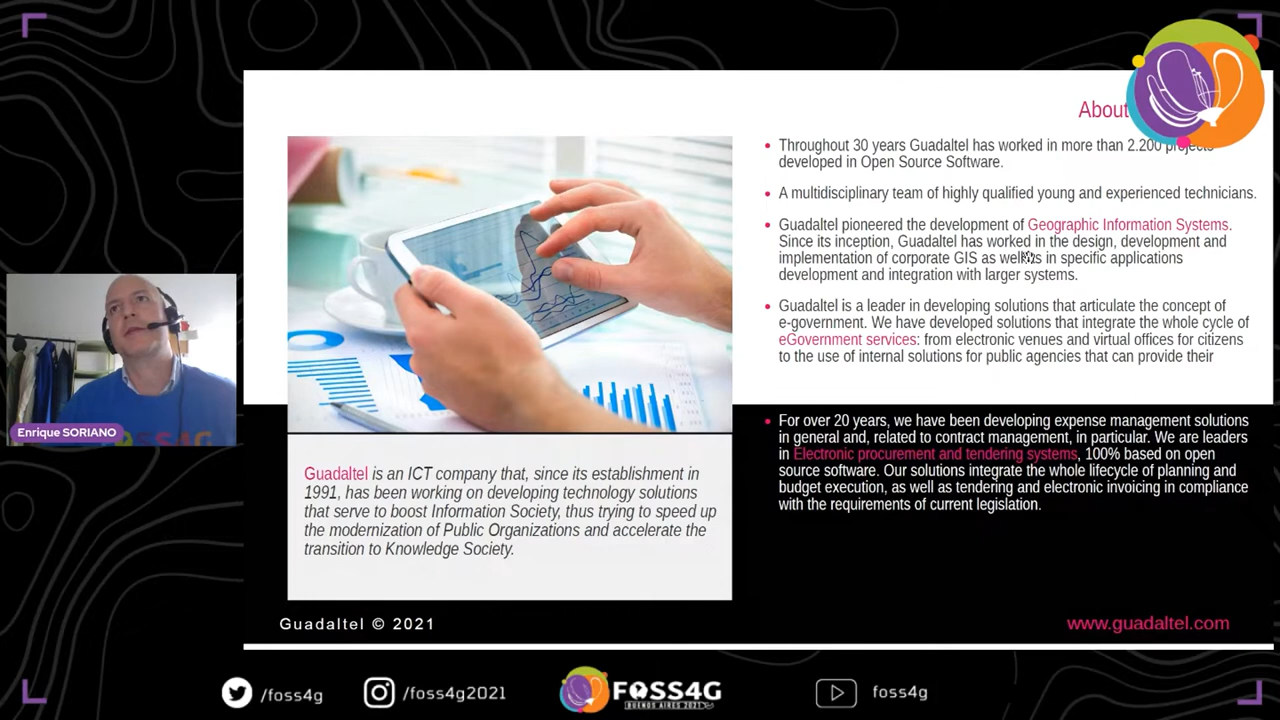 About
Throughout 30 years Guadaltel has worked in more than 2.200 projects
developed in Open Source Software.
A multidisciplinary team of highly qualified young and experienced technicians.
Guadaltel pioneered the development of Geographic Information Systems.
Since its inception, Guadaltel has worked in the design, development and
implementation of corporate GIS as well as in specific applications
development and integration with larger systems.
Guadaltel is a leader in developing solutions that articulate the concept of
e-government. We have developed solutions that integrate the whole cycle of
eGovernment services: from electronic venues and virtual offices for citizens
to the use of internal solutions for public agencies that can provide their
For over 20 years, we have been developing expense management solutions
in general and, related to contract management, in particular. We are leaders
in Electronic procurement and tendering systems, 100% based on open
source software. Our solutions integrate the whole lifecycle of planning and
budget execution, as well as tendering and electronic invoicing in compliance
with the requirements of current legislation.
Guadaltel is an ICT company that, since its establishment in
1991, has been working on developing technology solutions
that serve to boost Information Society, thus trying to speed up
the modernization of Public Organizations and accelerate the
transition to Knowledge Society.
Enrique SORIANO
Guadaltel © 2021
www.guadaltel.com
/foss4g
/foss4g2021
FOSS4G
BUENOS AIRES 2021
foss4g